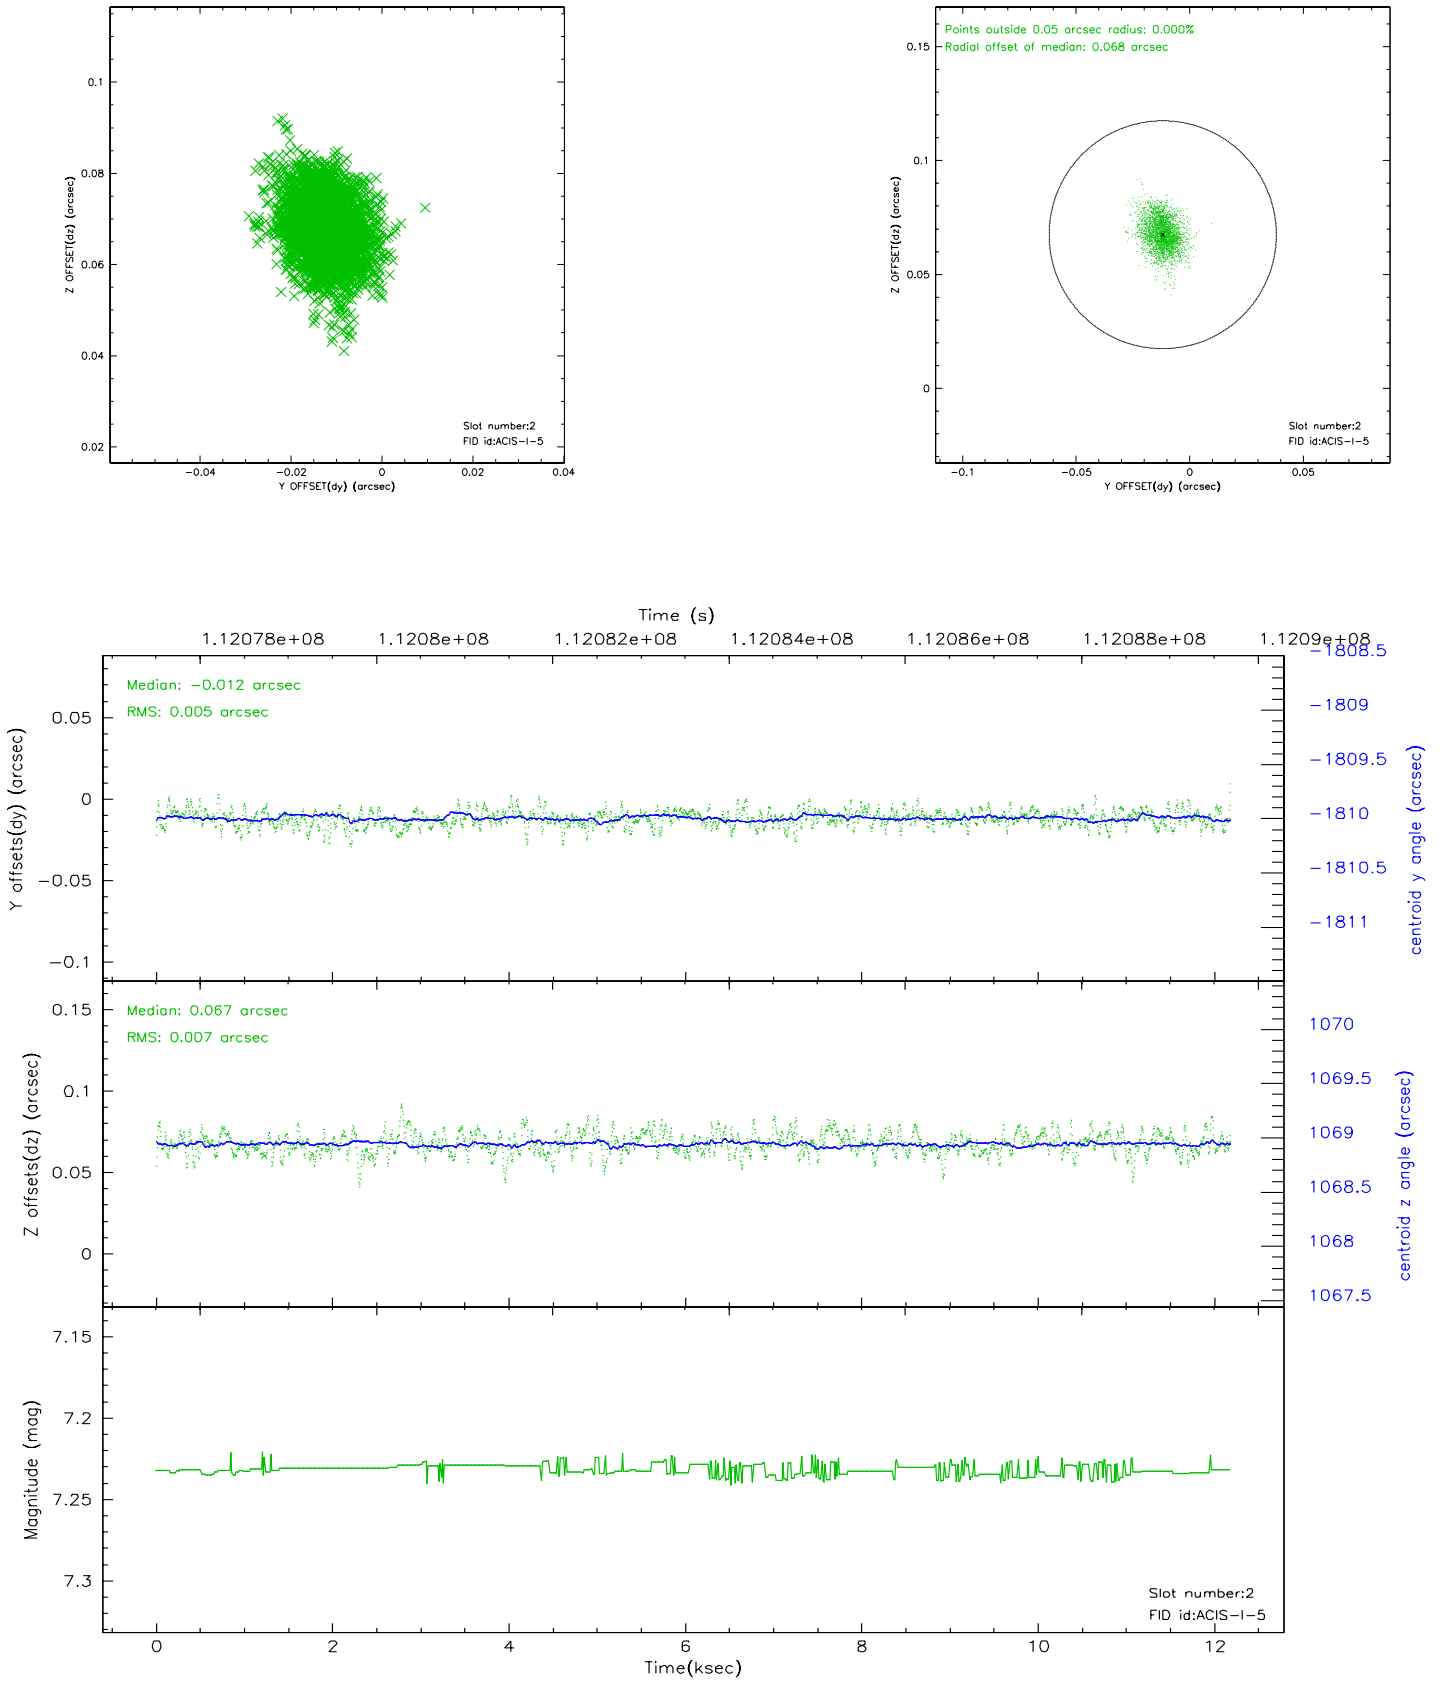 0.1
0.08
0.06
0.04
0.02
Z OFFSET(dz) (arcsec)
Slot number:2
FID id:ACIS-I-5
-0.04 -0.02 0 0.02 0.04
Y OFFSET(dy) (arcsec)
Points outside 0.05 arcsec radius: 0.000%
Radial offset of median: 0.068 arcsec
0.15
0.1
0.05
0
Z OFFSET(dz) (arcsec)
Slot number:2
FID id:ACIS-I-5
-0.1 -0.05 0 0.05
Y OFFSET(dy) (arcsec)
Time (s)
1.12078e+08 1.1208e+08 1.12082e+08 1.12084e+08 1.12086e+08 1.12088e+08 1.1209e+08
Median: -0.012 arcsec
RMS: 0.005 arcsec
0.05
0
-0.05
-0.1
Y offsets(dy) (arcsec)
-1808.5
-1809
-1809.5
-1810
-1810.5
-1811
centroid y angle (arcsec)
Median: 0.067 arcsec
RMS: 0.007 arcsec
0.15
0.1
0.05
0
Z offsets(dz) (arcsec)
1070
1069.5
1069
1068.5
1068
1067.5
centroid z angle (arcsec)
7.15
7.2
7.25
7.3
Magnitude (mag)
Slot number:2
FID id:ACIS-I-5
0 2 4 6 8 10 12
Time(ksec)